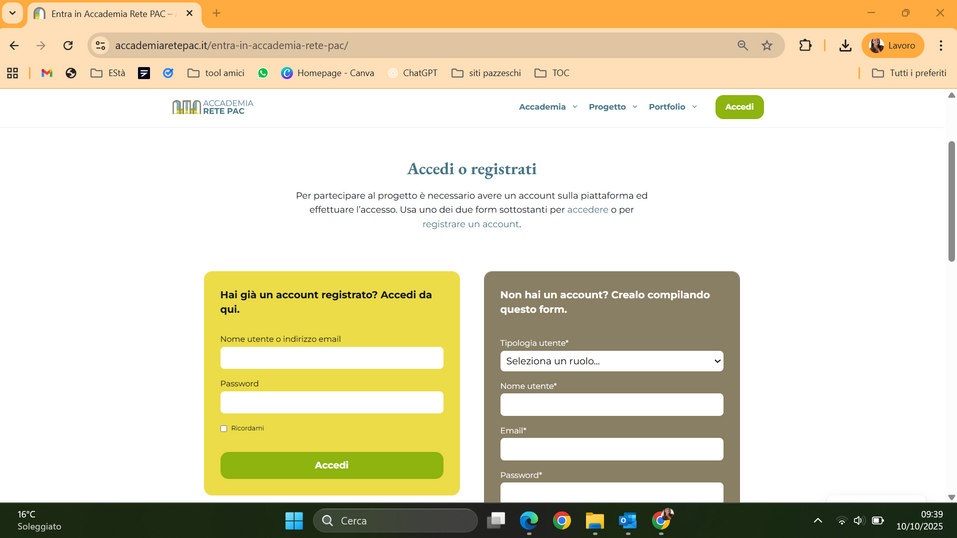 Entra in Accademia Rete PAC –
accademiaretepac.it/entra-in-accademia-rete-pac/
Lavoro
EStà
tool amici
Homepage - Canva
ChatGPT
siti pazzeschi
TOC
Tutti i preferiti
ACCADEMIA
RETE PAC
Accademia
Progetto
Portfolio
Accedi
Accedi o registrati
Per partecipare al progetto è necessario avere un account sulla piattaforma ed
effettuare l'accesso. Usa uno dei due form sottostanti per accedere o per
registrare un account.
Hai già un account registrato? Accedi da
qui.
Nome utente o indirizzo email
Password
Ricordami
Accedi
Non hai un account? Crealo compilando
questo form.
Tipologia utente*
Seleziona un ruolo...
Nome utente*
Email*
Password*
16°C
Soleggiato
Cerca
09:39
10/10/2025